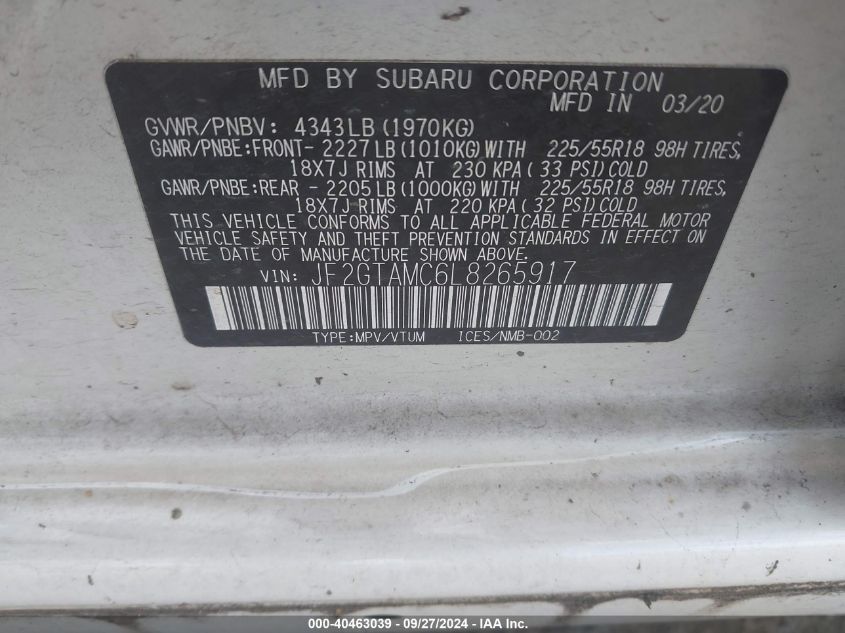 MFD BY SUBARU CORPORATION
MFD IN 03/20
GVWR/PNBV: 4343LB(1970KG)
GAWR/PNBE:FRONT-2227LB(1010KG)WITH 225/55R18 98H TIRES,
18X7J RIMS AT 230 KPA(33 PSI)COLD
GAWR/PNBE:REAR -2205LB(1000KG)WITH 225/55R18 98H TIRES,
18X7J RIMS AT 220 KPA(32 PSI)COLD
THIS VEHICLE CONFORMS TO ALL APPLICABLE FEDERAL MOTOR
VEHICLE SAFETY AND THEFT PREVENTION STANDARDS IN EFFECT ON
THE DATE OF MANUFACTURE SHOWN ABOVE.
VIN: JF2GTAMC6L8265917
TYPE:MPV/VTUM ICES/NMB-002
000-40463039 - 09/27/2024 - IAA Inc.